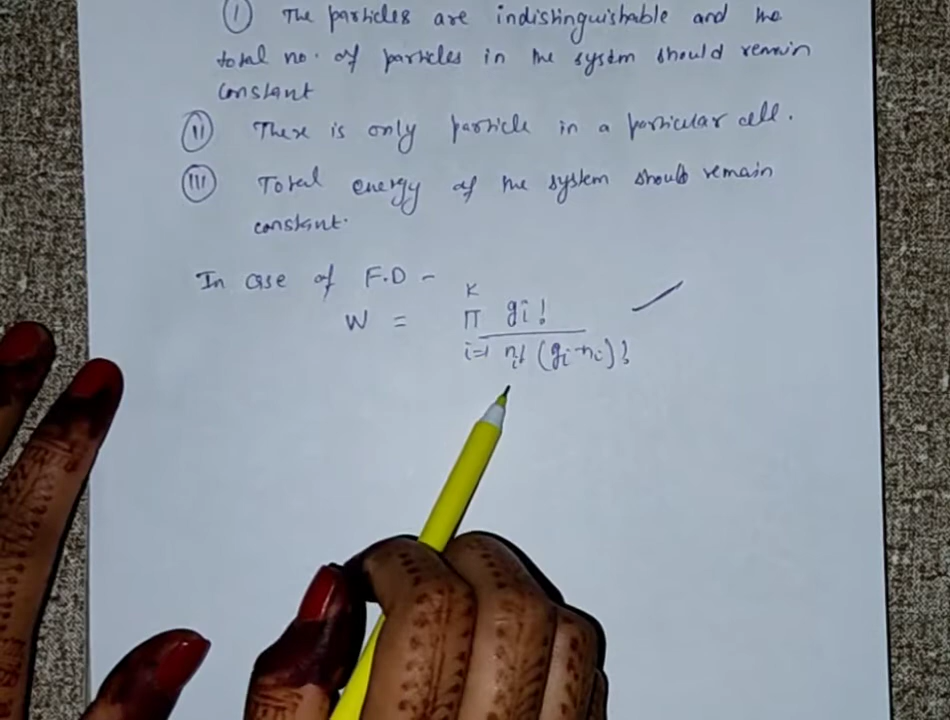 (I) The particles are indistinguishable and the
total no. of particles in the system should remain
constant
(II) There is only particle in a particular cell.
(III) Total energy of the system should remain
constant.
In case of F.D -
K
W = Π gi!
i=1 ni! (gi-ni)!